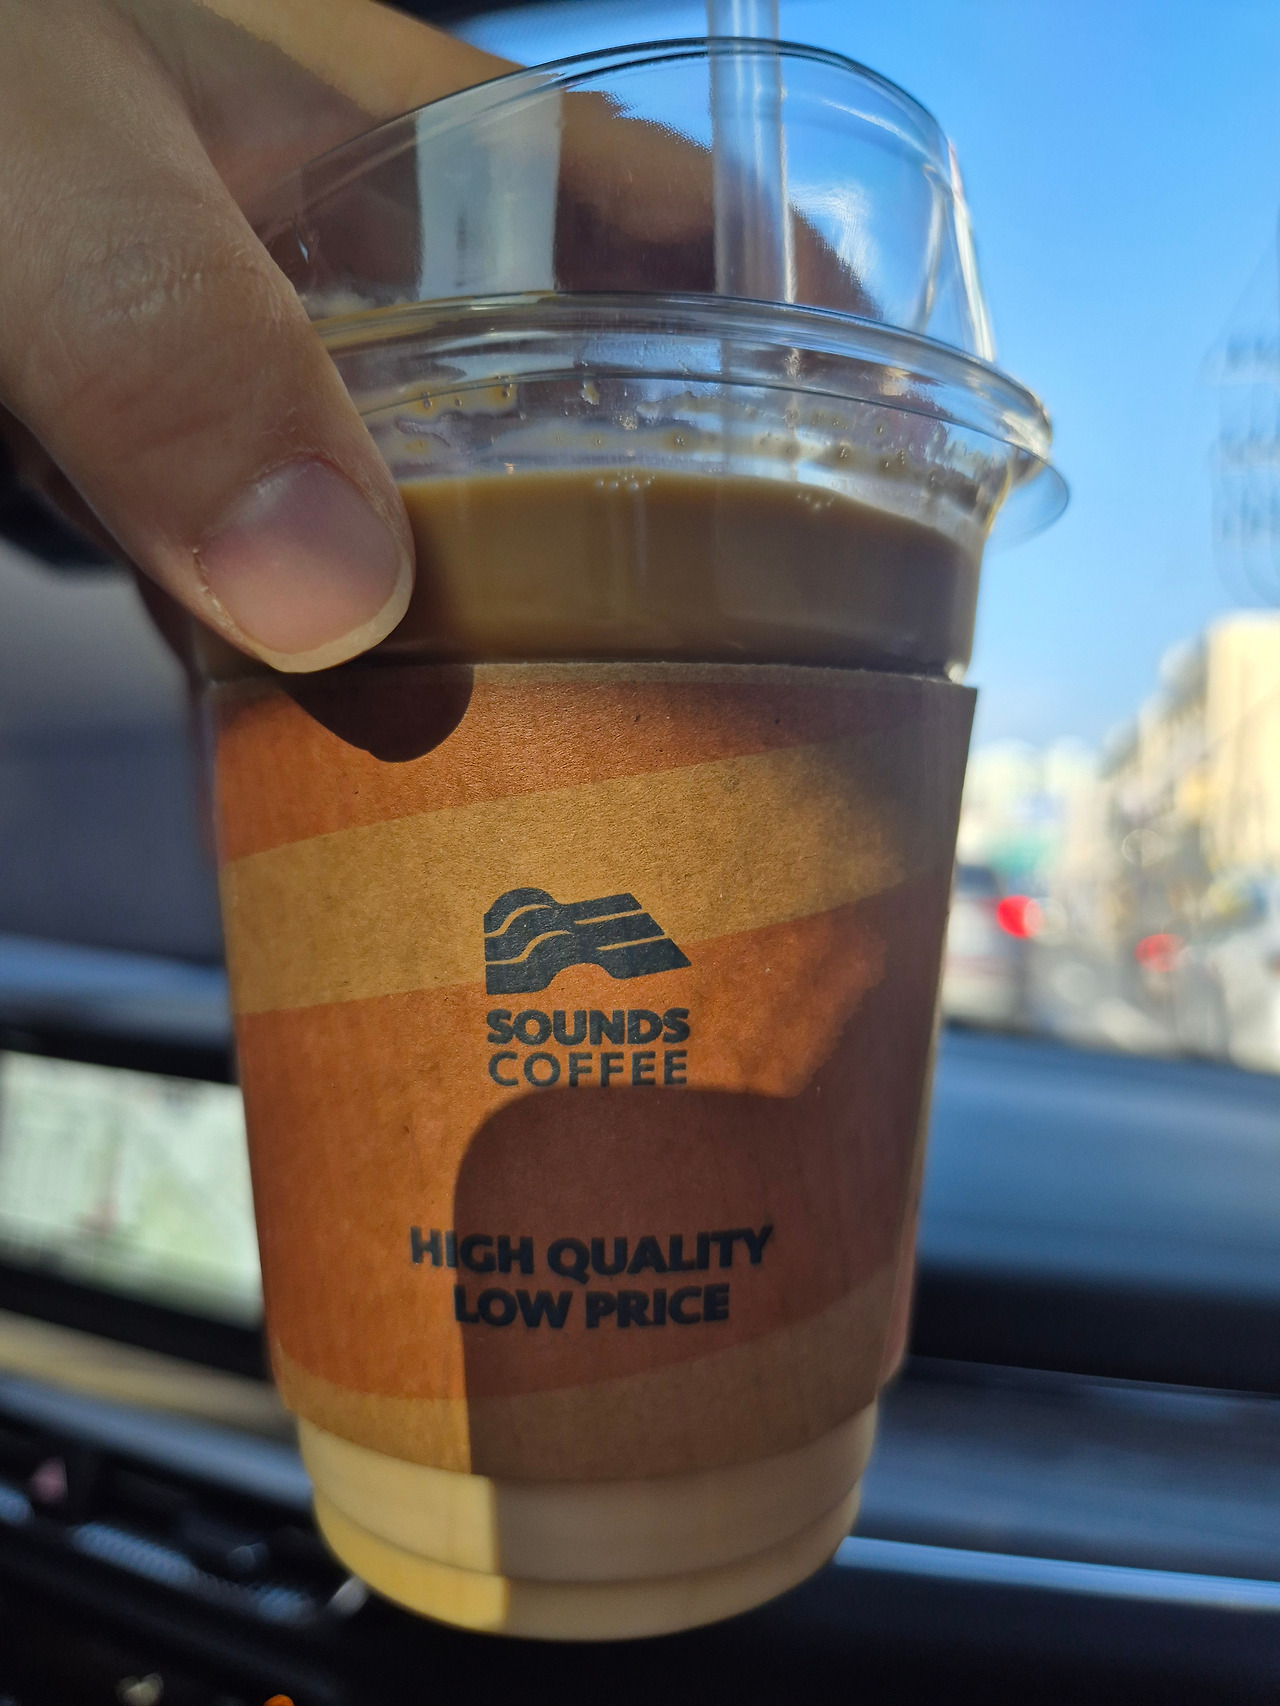 SOUNDS
COFFEE
HIGH QUALITY
LOW PRICE